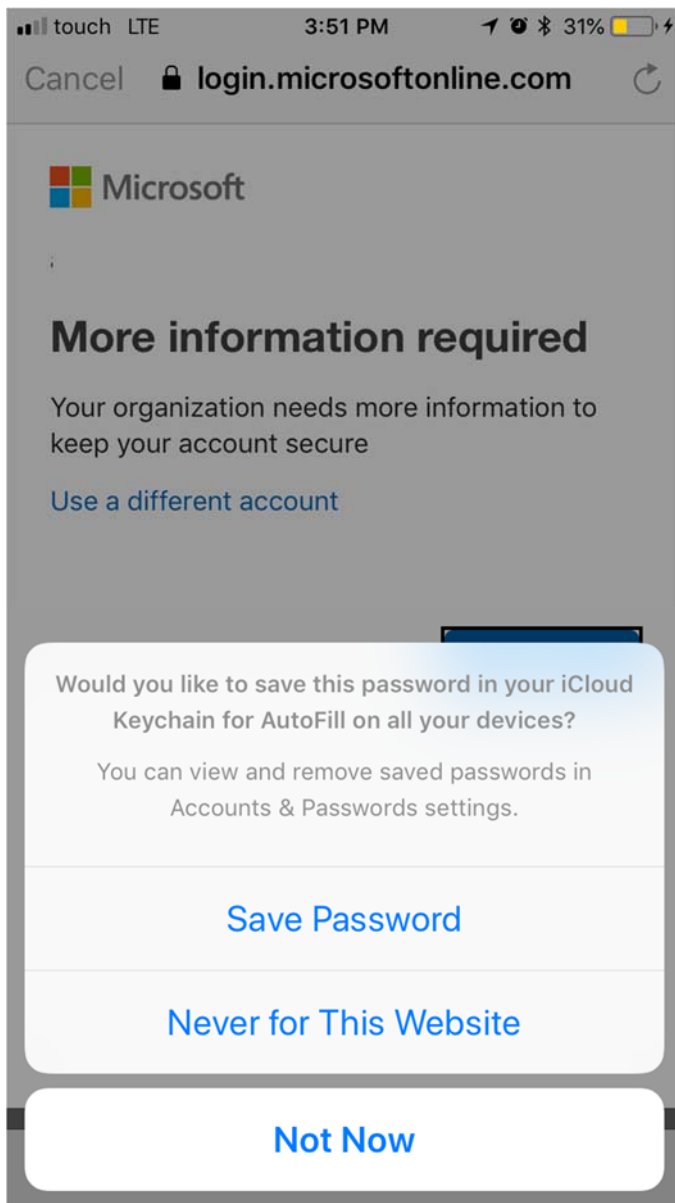 touch LTE 3:51 PM 31%
Cancel login.microsoftonline.com
Microsoft
More information required
Your organization needs more information to
keep your account secure
Use a different account
Would you like to save this password in your iCloud
Keychain for AutoFill on all your devices?
You can view and remove saved passwords in
Accounts & Passwords settings.
Save Password
Never for This Website
Not Now